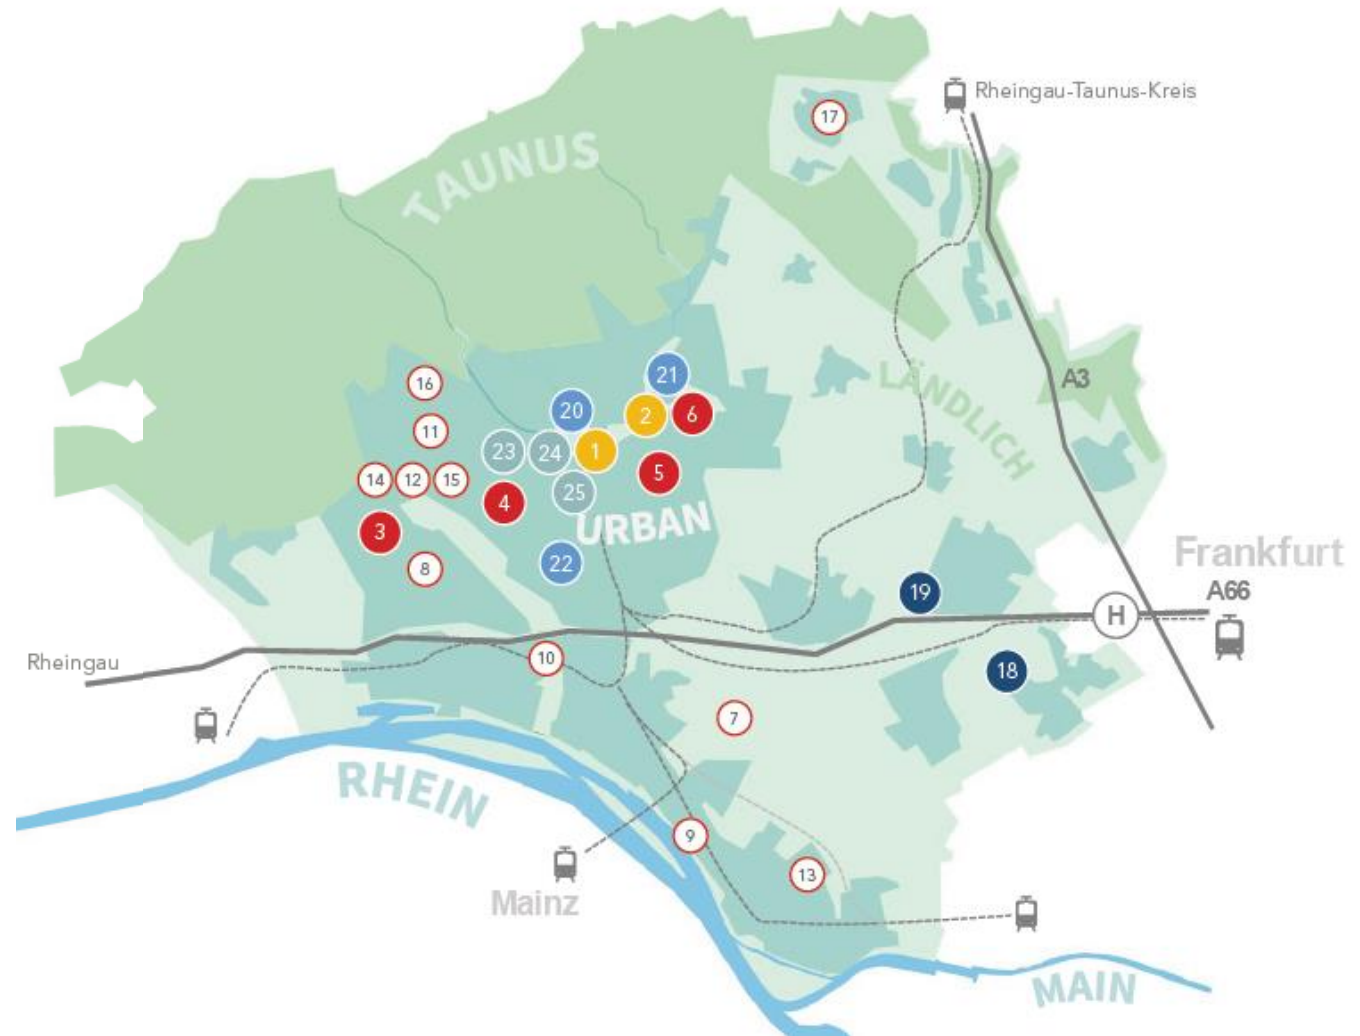 Rheingau-Taunus-Kreis
17
TAUNUS
A3
LÄNDLICH
16
21
20
2
6
11
23
24
1
5
14
12
15
25
4
URBAN
3
8
22
Frankfurt
19
A66
H
Rheingau
10
18
7
RHEIN
9
13
Mainz
MAIN